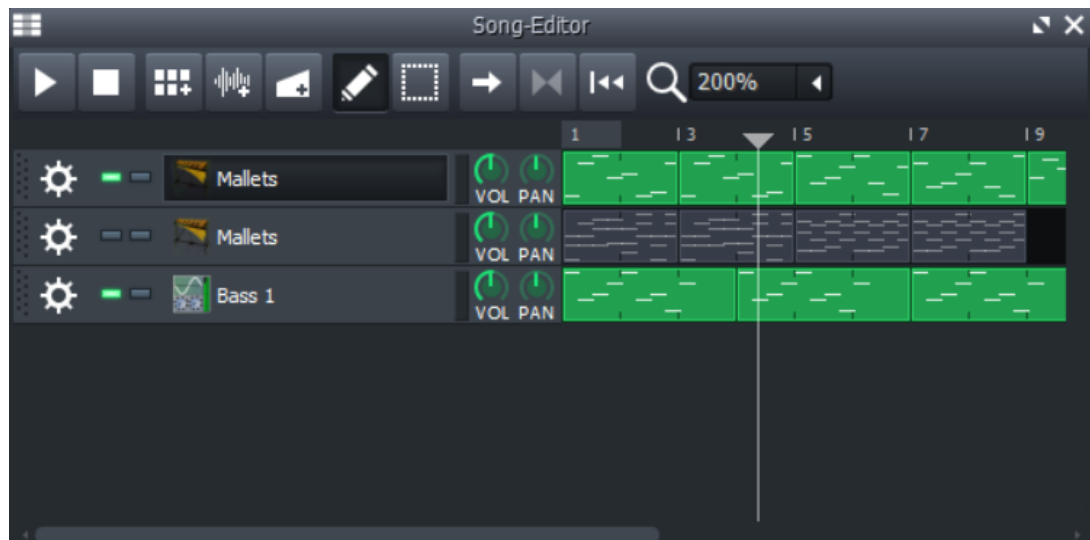 Song-Editor
200%
1 | 3 | 5 | 7 | 9
Mallets
VOL PAN
Mallets
VOL PAN
Bass 1
VOL PAN